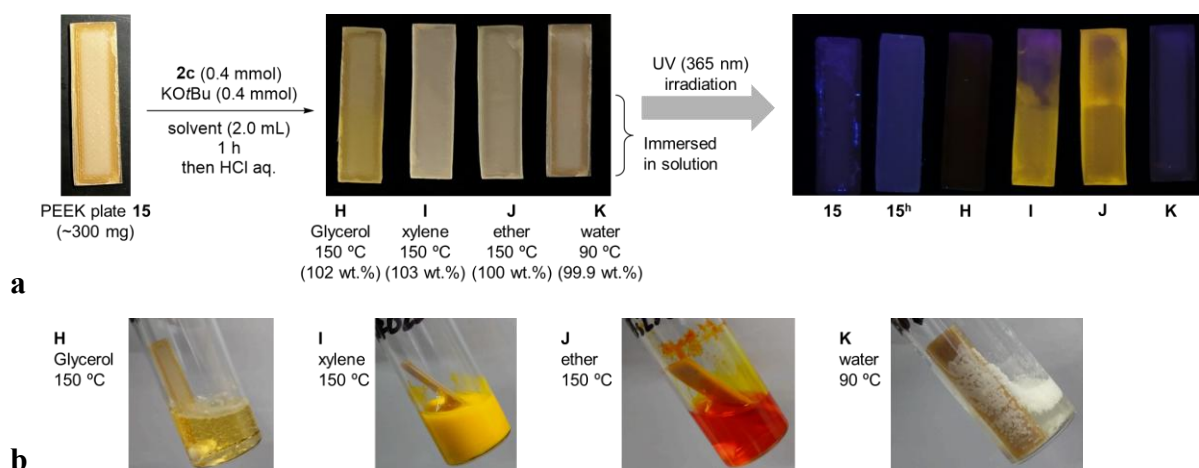 2c (0.4 mmol)
KOtBu (0.4 mmol)
solvent (2.0 mL)
1 h
then HCl aq.
PEEK plate 15
(~300 mg)
H I J K
Glycerol xylene ether water
150 ºC 150 ºC 150 ºC 90 ºC
(102 wt.%) (103 wt.%) (100 wt.%) (99.9 wt.%)
Immersed
in solution
UV (365 nm)
irradiation
15 15ʰ H I J K
a
H
Glycerol
150 ºC
I
xylene
150 ºC
J
ether
150 ºC
K
water
90 ºC
b